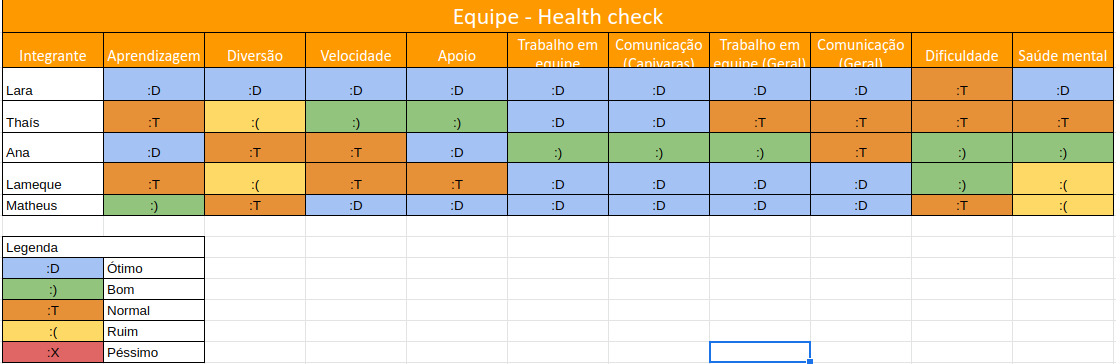 Equipe - Health check
Integrante Aprendizagem Diversão Velocidade Apoio Trabalho em equipe Comunicação (Capivaras) Trabalho em equipe (Geral) Comunicação (Geral) Dificuldade Saúde mental
Lara :D :D :D :D :D :D :D :D :T :D
Thaís :T :( :) :) :D :D :T :T :T :T
Ana :D :T :T :D :) :) :) :T :) :)
Lameque :T :( :T :T :D :D :D :D :) :(
Matheus :) :T :D :D :D :D :D :D :T :(
Legenda
:D Ótimo
:) Bom
:T Normal
:( Ruim
:X Péssimo